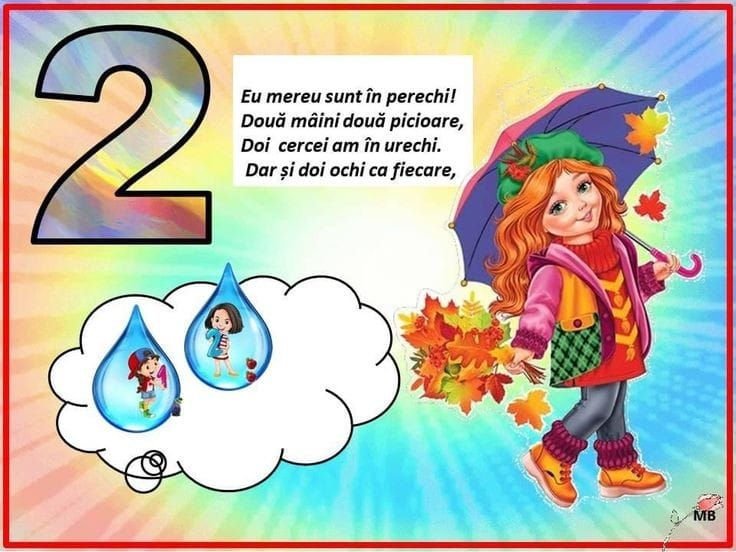 2
Eu mereu sunt în perechi!
Două mâini două picioare,
Doi cercei am în urechi.
Dar și doi ochi ca fiecare,
2
MB